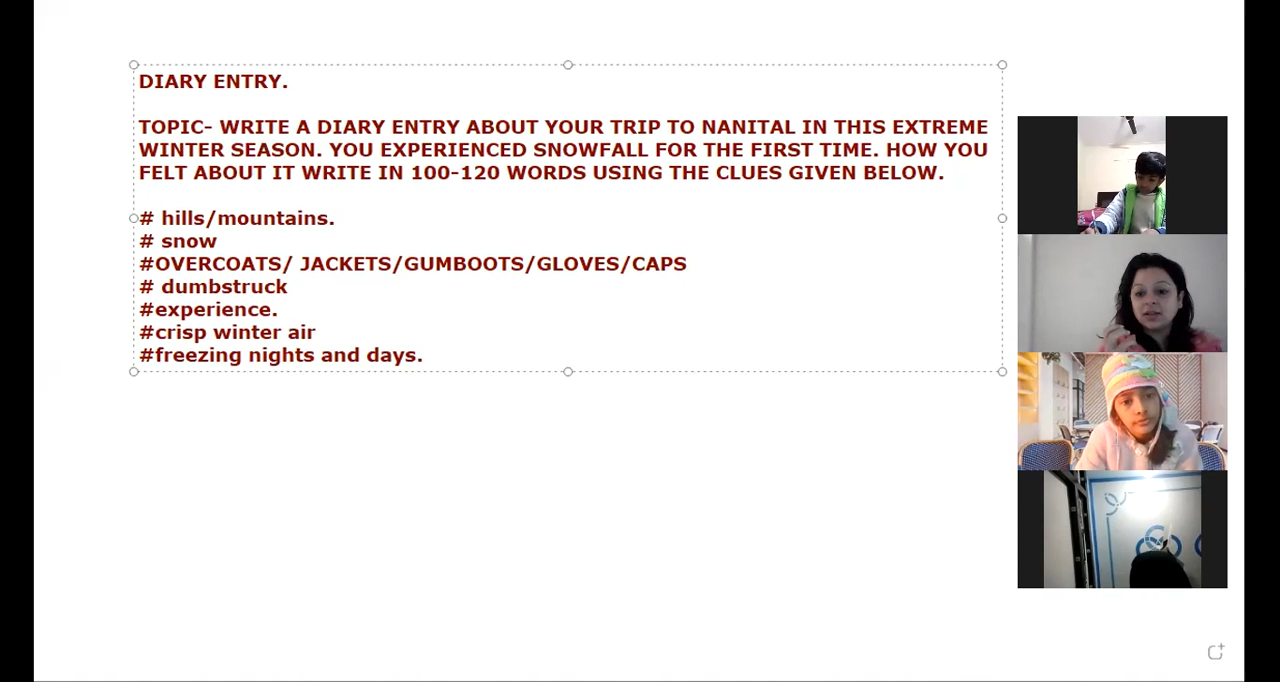 DIARY ENTRY.
TOPIC- WRITE A DIARY ENTRY ABOUT YOUR TRIP TO NANITAL IN THIS EXTREME
WINTER SEASON. YOU EXPERIENCED SNOWFALL FOR THE FIRST TIME. HOW YOU
FELT ABOUT IT WRITE IN 100-120 WORDS USING THE CLUES GIVEN BELOW.
# hills/mountains.
# snow
#OVERCOATS/ JACKETS/GUMBOOTS/GLOVES/CAPS
# dumbstruck
#experience.
#crisp winter air
#freezing nights and days.